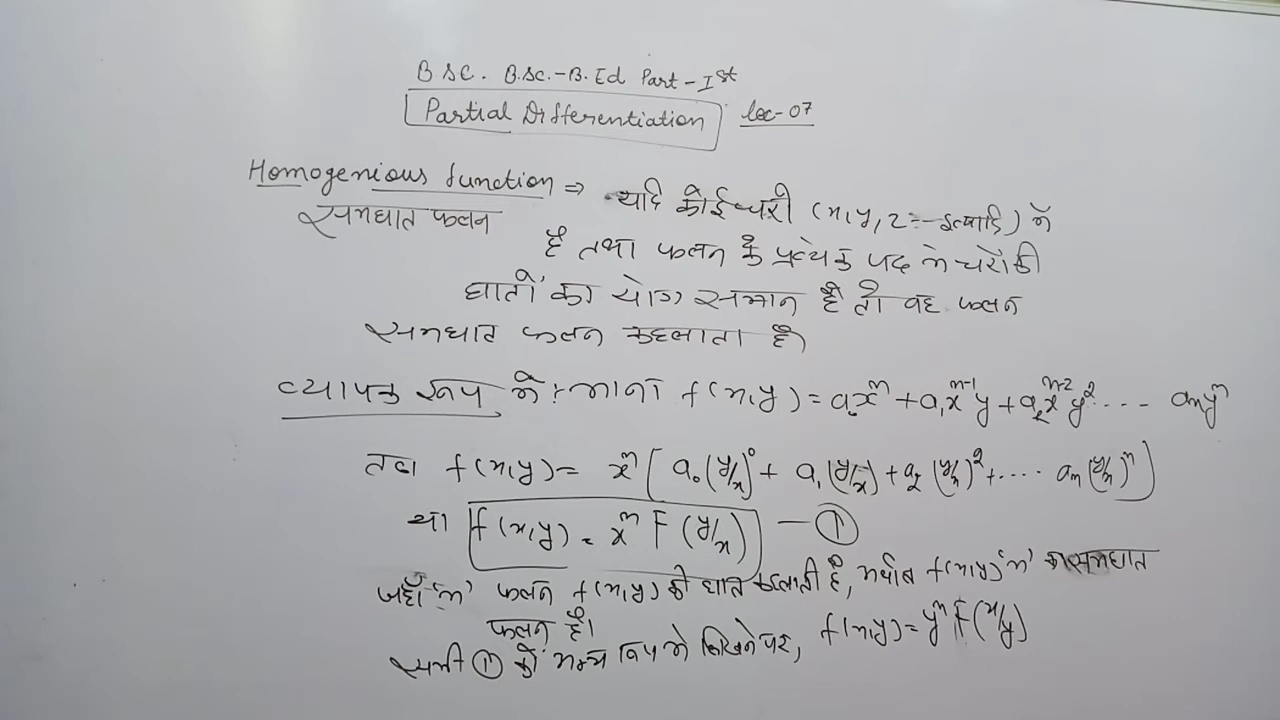 BSC. B.Sc.-B.Ed Part-Ist
Partial Differentiation Lec-07
Homogenious function ⇒ यदि कोई चरी (x,y,z --- इत्यादि) में
समघात फलन
है तथा फलन के प्रत्येक पद मे चरों की
घातों का योग समान है तो वह फलन
समघात फलन कहलाता है।
व्यापक रूप में : माना f(x,y) = a₀xⁿ + a₁xⁿ⁻¹y + a₂xⁿ⁻²y² .... aₙyⁿ
तथा f(x,y) = xⁿ [a₀(y/x)⁰ + a₁(y/x) + a₂(y/x)² + .... aₙ(y/x)ⁿ]
या f(x,y) = xⁿ F(y/x) — ①
जहाँ 'n' फलन f(x,y) की घात कहलाती है, अर्थात f(x,y) 'n' का समघात
फलन है।
समी ① को अन्य रूप मे लिखने पर, f(x,y) = yⁿ F(x/y)